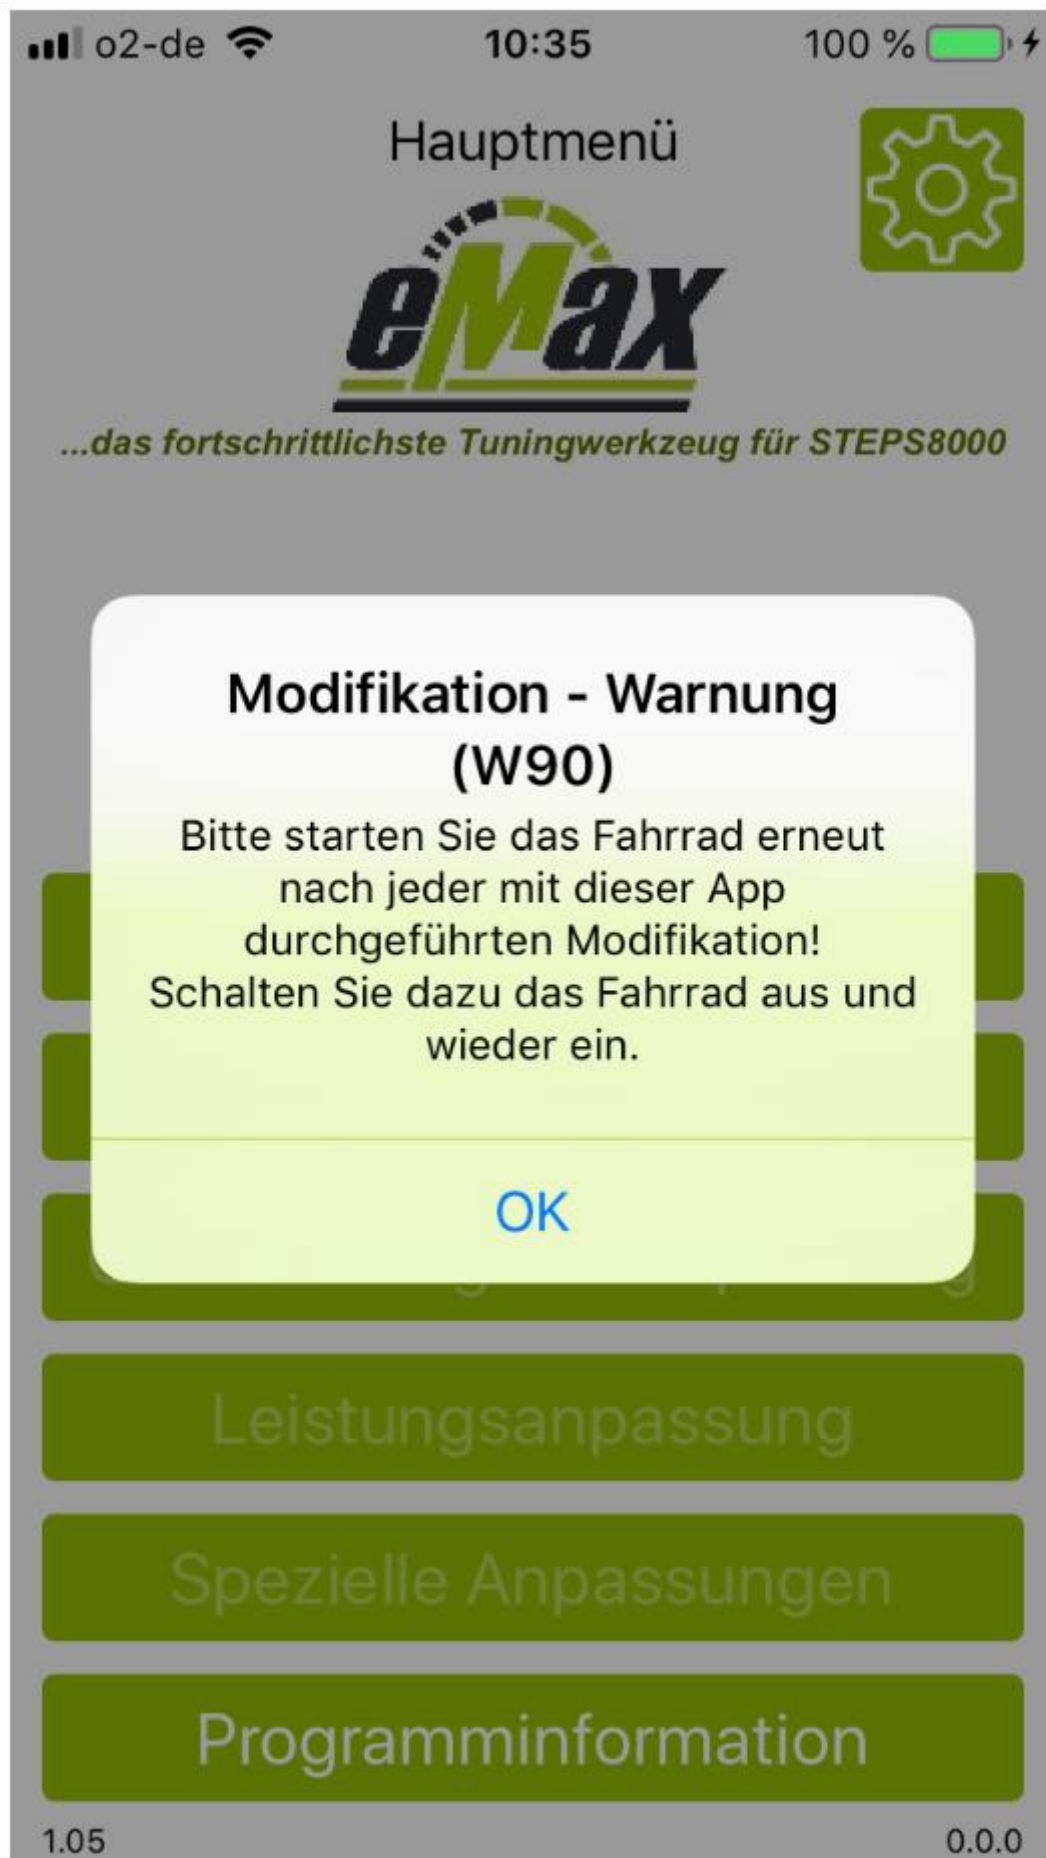 o2-de 10:35 100 %
Hauptmenü
eMax
...das fortschrittlichste Tuningwerkzeug für STEPS8000
Modifikation - Warnung
(W90)
Bitte starten Sie das Fahrrad erneut
nach jeder mit dieser App
durchgeführten Modifikation!
Schalten Sie dazu das Fahrrad aus und
wieder ein.
OK
Leistungsanpassung
Spezielle Anpassungen
Programminformation
1.05 0.0.0